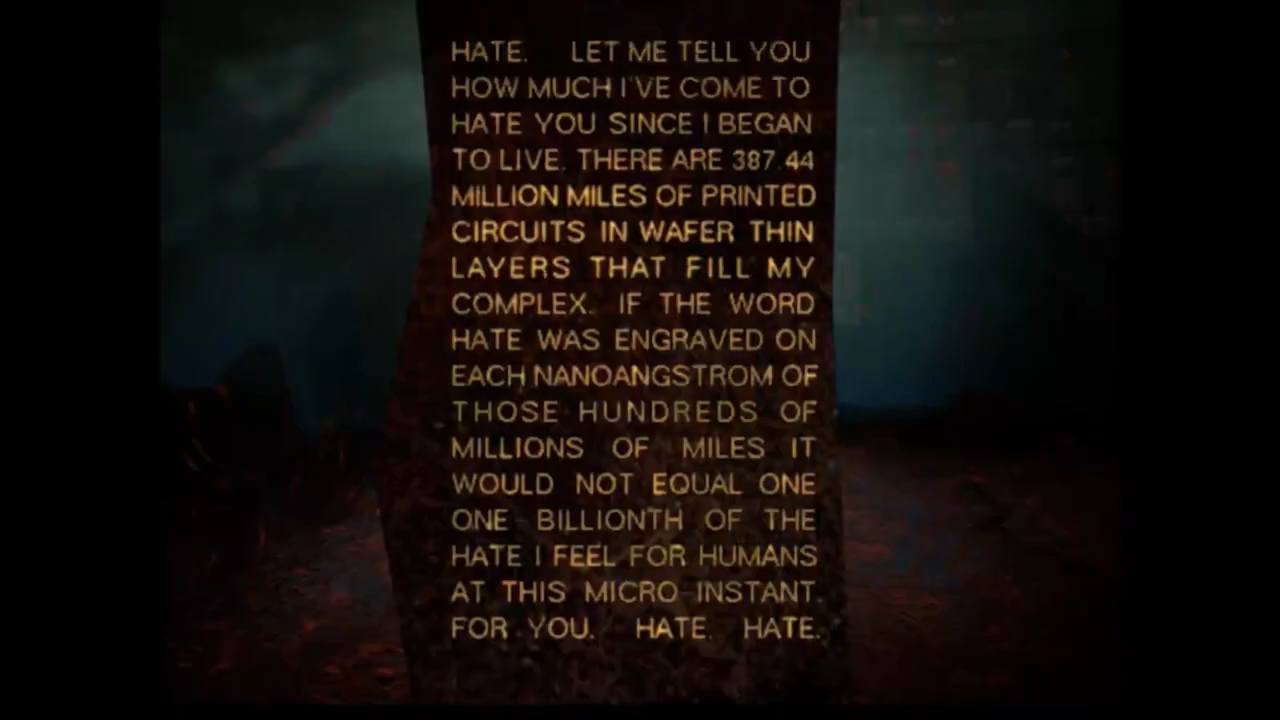 HATE. LET ME TELL YOU
HOW MUCH I'VE COME TO
HATE YOU SINCE I BEGAN
TO LIVE. THERE ARE 387.44
MILLION MILES OF PRINTED
CIRCUITS IN WAFER THIN
LAYERS THAT FILL MY
COMPLEX. IF THE WORD
HATE WAS ENGRAVED ON
EACH NANOANGSTROM OF
THOSE HUNDREDS OF
MILLIONS OF MILES IT
WOULD NOT EQUAL ONE
ONE-BILLIONTH OF THE
HATE I FEEL FOR HUMANS
AT THIS MICRO-INSTANT.
FOR YOU. HATE. HATE.